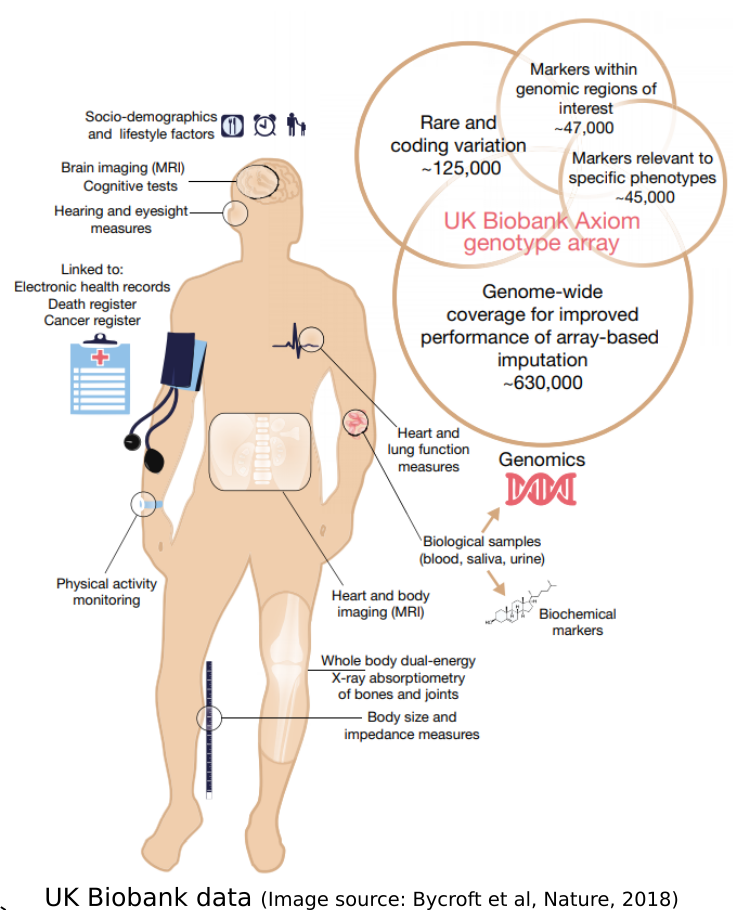 Socio-demographics
and lifestyle factors
Brain imaging (MRI)
Cognitive tests
Hearing and eyesight
measures
Linked to:
Electronic health records
Death register
Cancer register
Physical activity
monitoring
Markers within
genomic regions of
interest
~47,000
Rare and
coding variation
~125,000
Markers relevant to
specific phenotypes
~45,000
UK Biobank Axiom
genotype array
Genome-wide
coverage for improved
performance of array-based
imputation
~630,000
Heart and
lung function
measures
Genomics
Biological samples
(blood, saliva, urine)
Biochemical
markers
Heart and body
imaging (MRI)
Whole body dual-energy
X-ray absorptiometry
of bones and joints
Body size and
impedance measures
UK Biobank data (Image source: Bycroft et al, Nature, 2018)